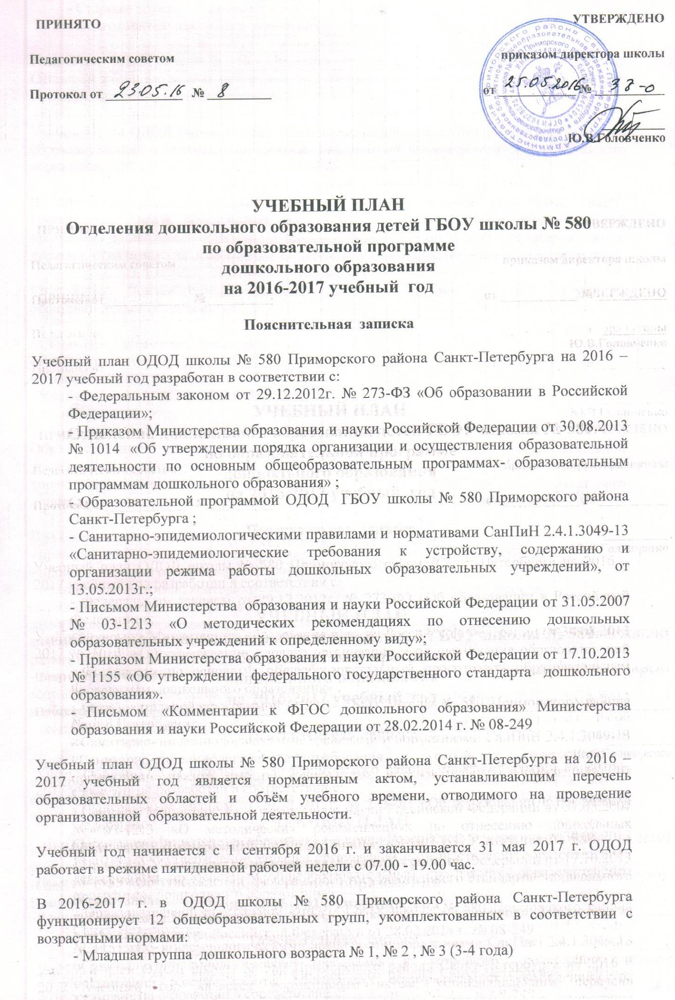 ПРИНЯТО
УТВЕРЖДЕНО
Педагогическим советом
приказом директора школы
Протокол от 23.05.16 № 8
от 25.05.2016 № 37-о
Ю.В.Головченко
УЧЕБНЫЙ ПЛАН
Отделения дошкольного образования детей ГБОУ школы № 580
по образовательной программе
дошкольного образования
на 2016-2017 учебный год
Пояснительная записка
Учебный план ОДОД школы № 580 Приморского района Санкт-Петербурга на 2016 –
2017 учебный год разработан в соответствии с:
- Федеральным законом от 29.12.2012г. № 273-ФЗ «Об образовании в Российской
Федерации»;
- Приказом Министерства образования и науки Российской Федерации от 30.08.2013
№ 1014 «Об утверждении порядка организации и осуществления образовательной
деятельности по основным общеобразовательным программах- образовательным
программам дошкольного образования» ;
- Образовательной программой ОДОД ГБОУ школы № 580 Приморского района
Санкт-Петербурга ;
- Санитарно-эпидемиологическими правилами и нормативами СанПиН 2.4.1.3049-13
«Санитарно-эпидемиологические требования к устройству, содержанию и
организации режима работы дошкольных образовательных учреждений», от
13.05.2013г.;
- Письмом Министерства образования и науки Российской Федерации от 31.05.2007
№ 03-1213 «О методических рекомендациях по отнесению дошкольных
образовательных учреждений к определенному виду»;
- Приказом Министерства образования и науки Российской Федерации от 17.10.2013
№ 1155 «Об утверждении федерального государственного стандарта дошкольного
образования».
- Письмом «Комментарии к ФГОС дошкольного образования» Министерства
образования и науки Российской Федерации от 28.02.2014 г. № 08-249
Учебный план ОДОД школы № 580 Приморского района Санкт-Петербурга на 2016 –
2017 учебный год является нормативным актом, устанавливающим перечень
образовательных областей и объём учебного времени, отводимого на проведение
организованной образовательной деятельности.
Учебный год начинается с 1 сентября 2016 г. и заканчивается 31 мая 2017 г. ОДОД
работает в режиме пятидневной рабочей недели с 07.00 - 19.00 час.
В 2016-2017 г. в ОДОД школы № 580 Приморского района Санкт-Петербурга
функционирует 12 общеобразовательных групп, укомплектованных в соответствии с
возрастными нормами:
- Младшая группа дошкольного возраста № 1, № 2 , № 3 (3-4 года)